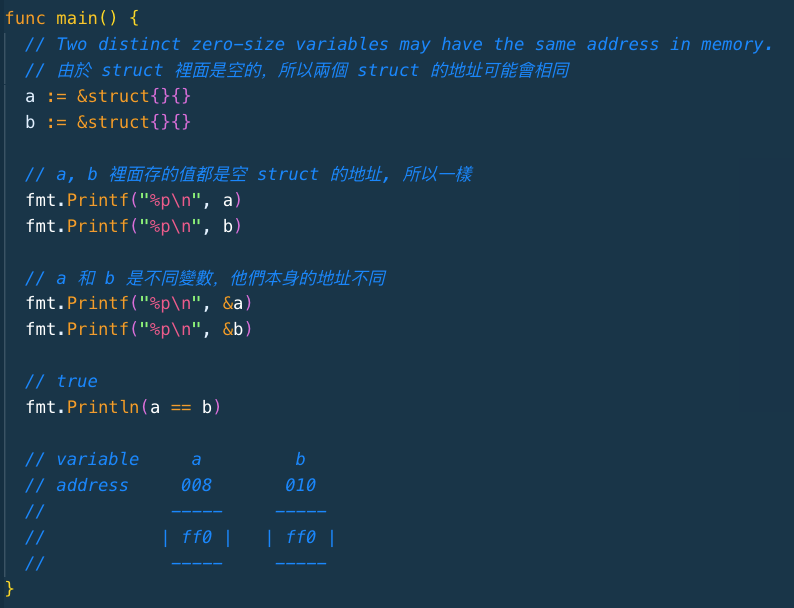 func main() {
  // Two distinct zero-size variables may have the same address in memory.
  // 由於 struct 裡面是空的，所以兩個 struct 的地址可能會相同
  a := &struct{}{}
  b := &struct{}{}

  // a, b 裡面存的值都是空 struct 的地址, 所以一樣
  fmt.Printf("%p\n", a)
  fmt.Printf("%p\n", b)

  // a 和 b 是不同變數，他們本身的地址不同
  fmt.Printf("%p\n", &a)
  fmt.Printf("%p\n", &b)

  // true
  fmt.Println(a == b)

  // variable     a         b
  // address     008       010
  //            -----     -----
  //           | ff0 |   | ff0 |
  //            -----     -----
}